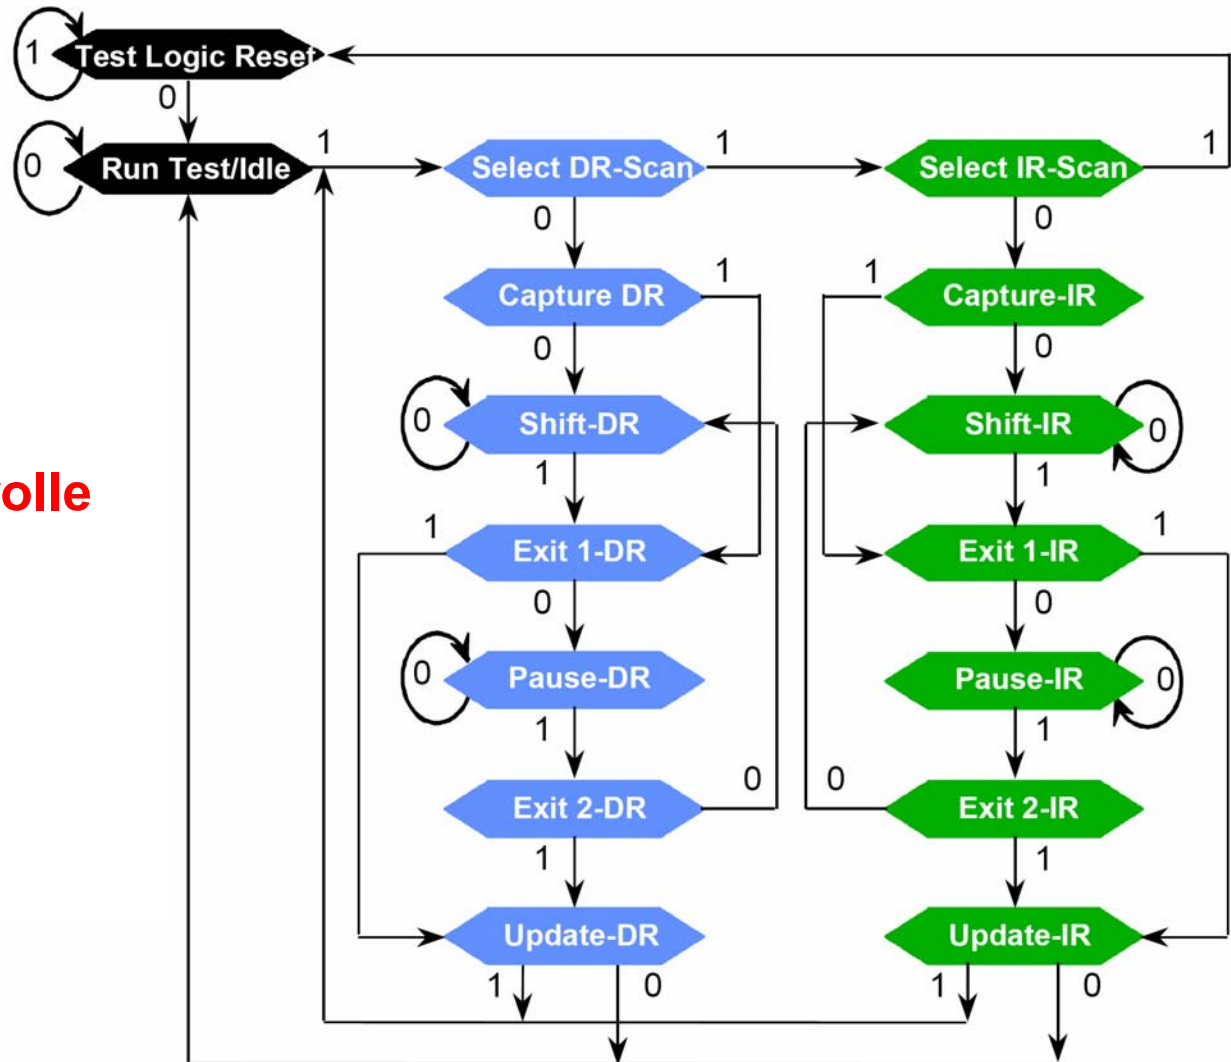 1
Test Logic Reset
0
0
Run Test/Idle
1
Select DR-Scan
1
Select IR-Scan
1
0
0
Capture DR
1
1
Capture-IR
0
0
0
Shift-DR
Shift-IR
0
1
1
olle
1
Exit 1-DR
Exit 1-IR
1
0
0
0
Pause-DR
Pause-IR
0
1
1
Exit 2-DR
0
0
Exit 2-IR
1
1
Update-DR
Update-IR
1
0
1
0